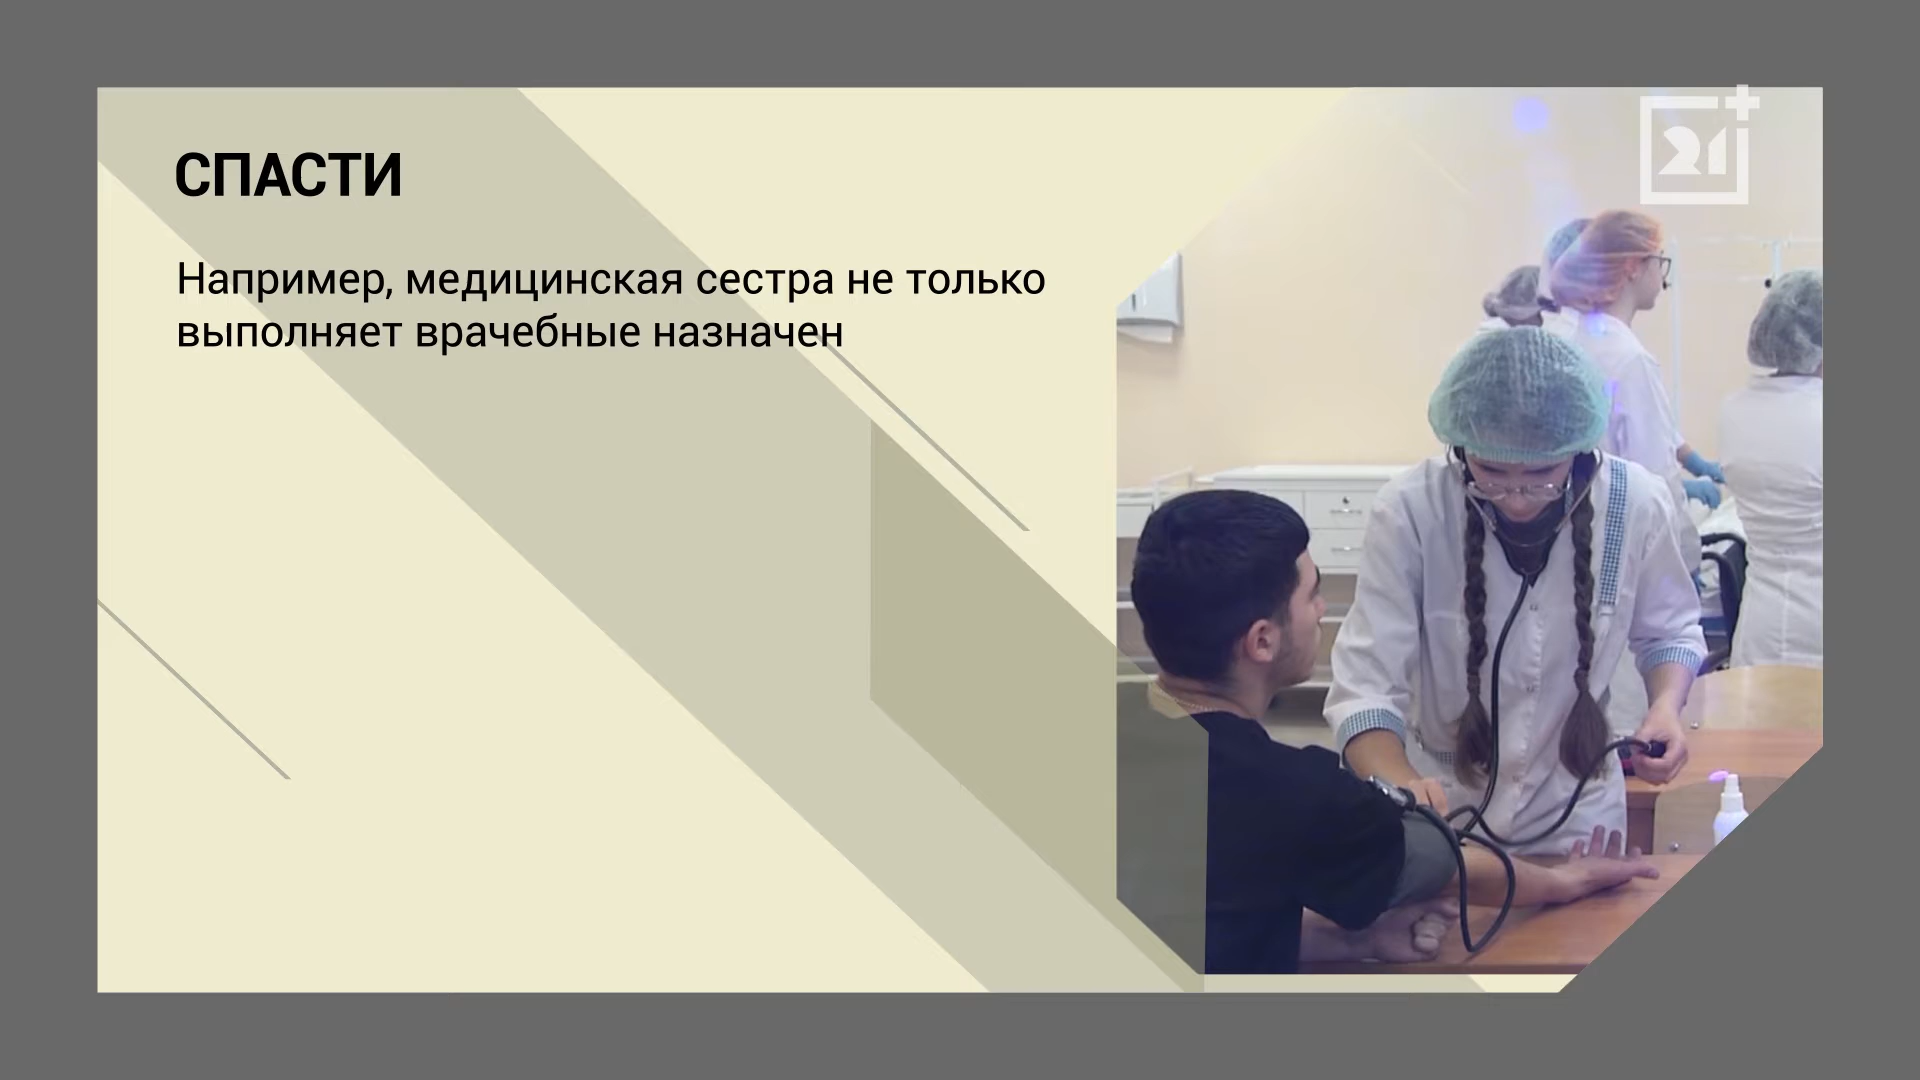 СПАСТИ
Например, медицинская сестра не только
выполняет врачебные назначен
21+